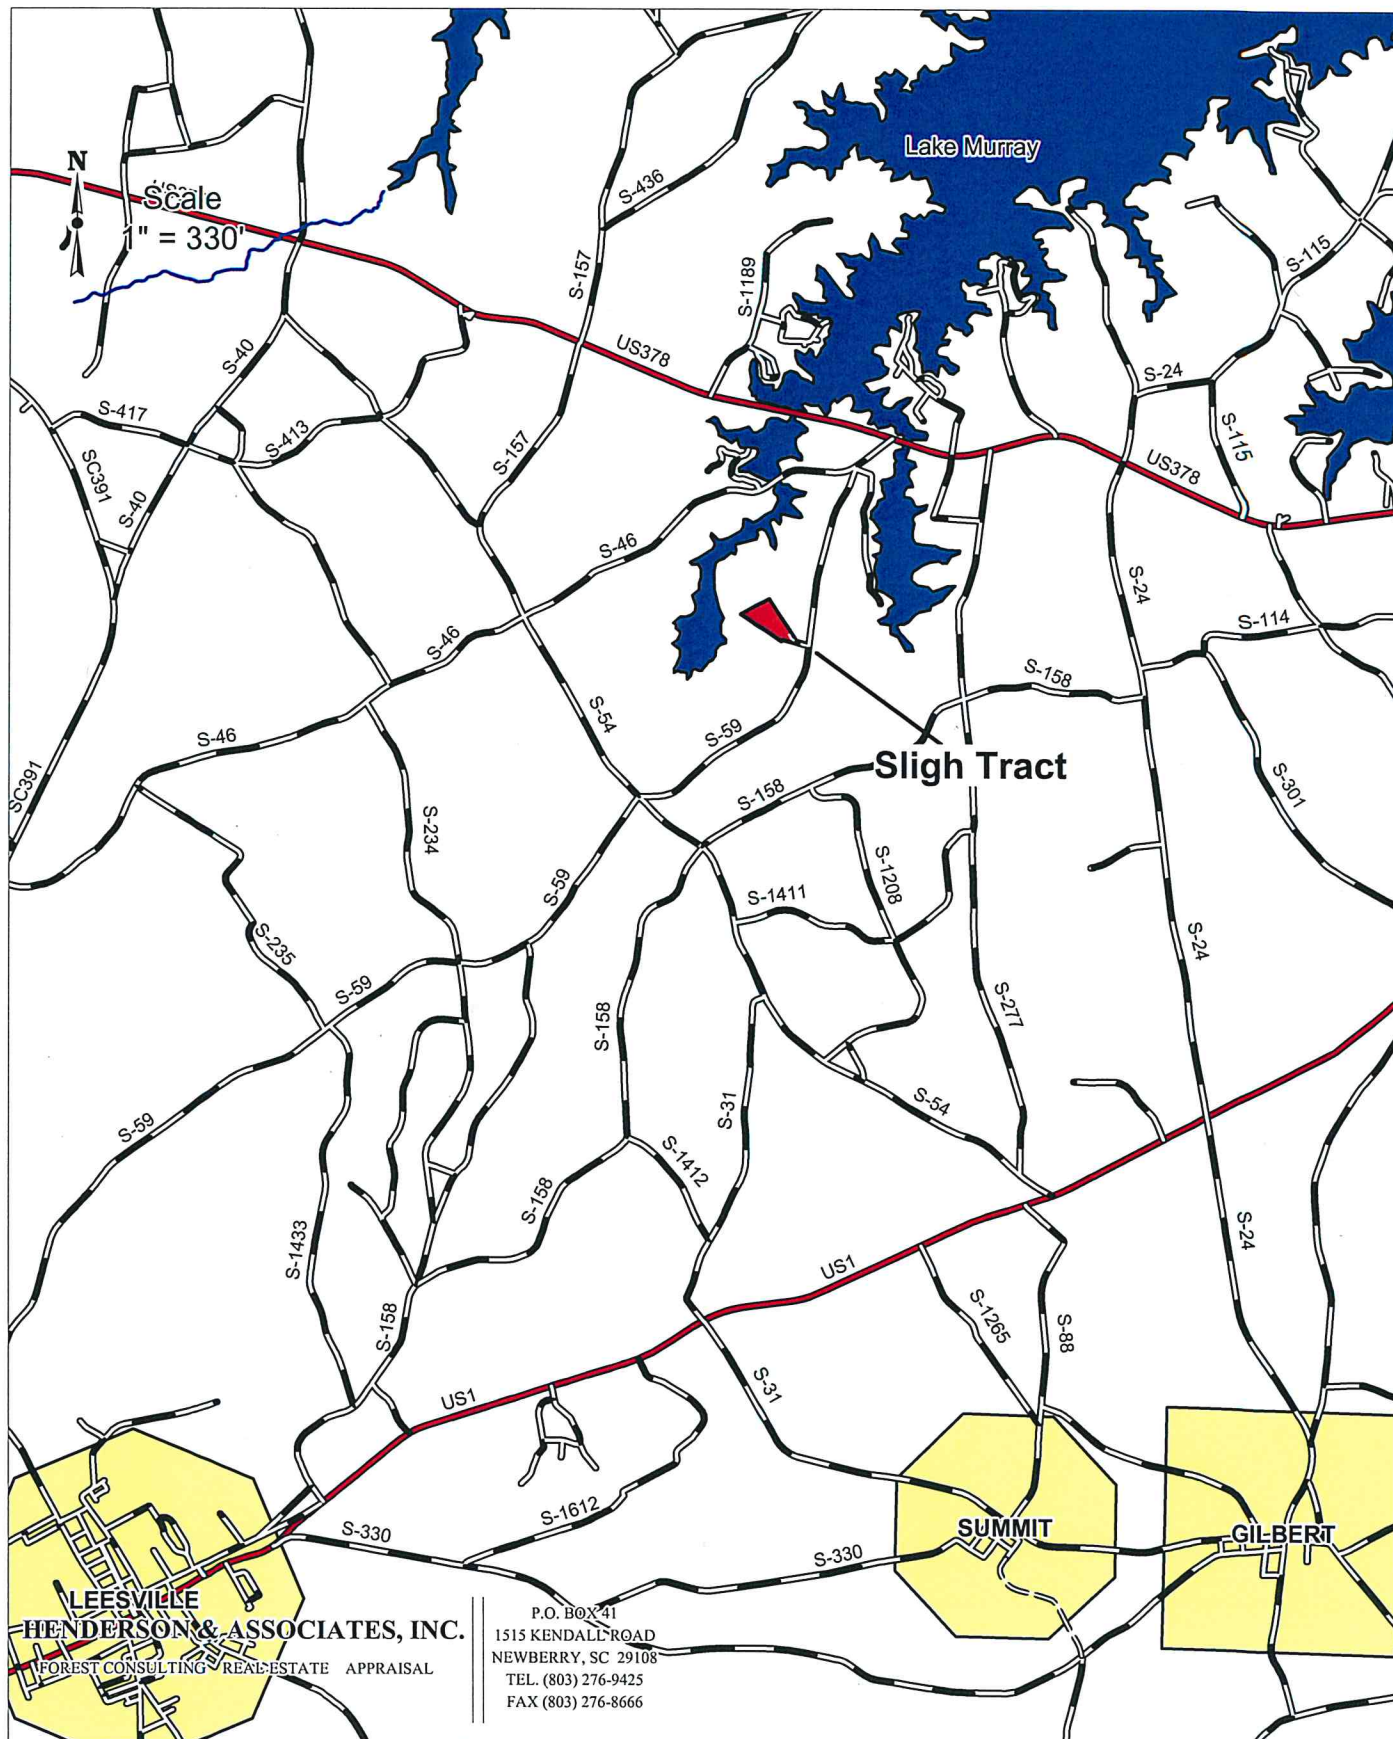 Lake Murray
N
US37
Scale
1" = 330'
S-436
S-157
S-1189
S-115
US378
S-40
S-24
S-417
S-413
S-157
SC391
S-40
S-115
US378
S-46
S-24
S-114
S-46
S-158
S-54
S-59
S-46
Sligh Tract
SC391
S-158
S-301
S-234
S-1208
S-59
S-1411
S-235
S-24
S-59
S-277
S-158
S-31
S-54
S-59
S-1412
S-158
S-24
S-1433
US1
S-1265
S-88
S-158
S-31
US1
S-1612
S-330
SUMMIT
GILBERT
S-330
LEESVILLE
HENDERSON & ASSOCIATES, INC.
FOREST CONSULTING REAL ESTATE APPRAISAL
P.O. BOX 41
1515 KENDALL ROAD
NEWBERRY, SC 29108
TEL. (803) 276-9425
FAX (803) 276-8666